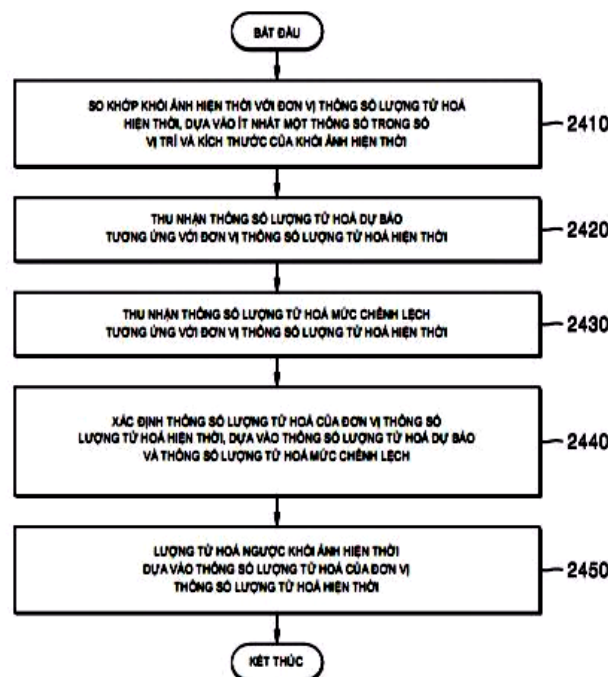 BẮT ĐẦU
SO KHỚP KHỐI ẢNH HIỆN THỜI VỚI ĐƠN VỊ THÔNG SỐ LƯỢNG TỬ HOÁ
HIỆN THỜI, DỰA VÀO ÍT NHẤT MỘT THÔNG SỐ TRONG SỐ
VỊ TRÍ VÀ KÍCH THƯỚC CỦA KHỐI ẢNH HIỆN THỜI
2410
THU NHẬN THÔNG SỐ LƯỢNG TỬ HOÁ DỰ BÁO
TƯƠNG ỨNG VỚI ĐƠN VỊ THÔNG SỐ LƯỢNG TỬ HOÁ HIỆN THỜI
2420
THU NHẬN THÔNG SỐ LƯỢNG TỬ HOÁ MỨC CHÊNH LỆCH
TƯƠNG ỨNG VỚI ĐƠN VỊ THÔNG SỐ LƯỢNG TỬ HOÁ HIỆN THỜI
2430
XÁC ĐỊNH THÔNG SỐ LƯỢNG TỬ HOÁ CỦA ĐƠN VỊ THÔNG SỐ
LƯỢNG TỬ HOÁ HIỆN THỜI, DỰA VÀO THÔNG SỐ LƯỢNG TỬ HOÁ DỰ BÁO
VÀ THÔNG SỐ LƯỢNG TỬ HOÁ MỨC CHÊNH LỆCH
2440
LƯỢNG TỬ HOÁ NGƯỢC KHỐI ẢNH HIỆN THỜI
DỰA VÀO THÔNG SỐ LƯỢNG TỬ HOÁ CỦA ĐƠN VỊ
THÔNG SỐ LƯỢNG TỬ HOÁ HIỆN THỜI
2450
KẾT THÚC